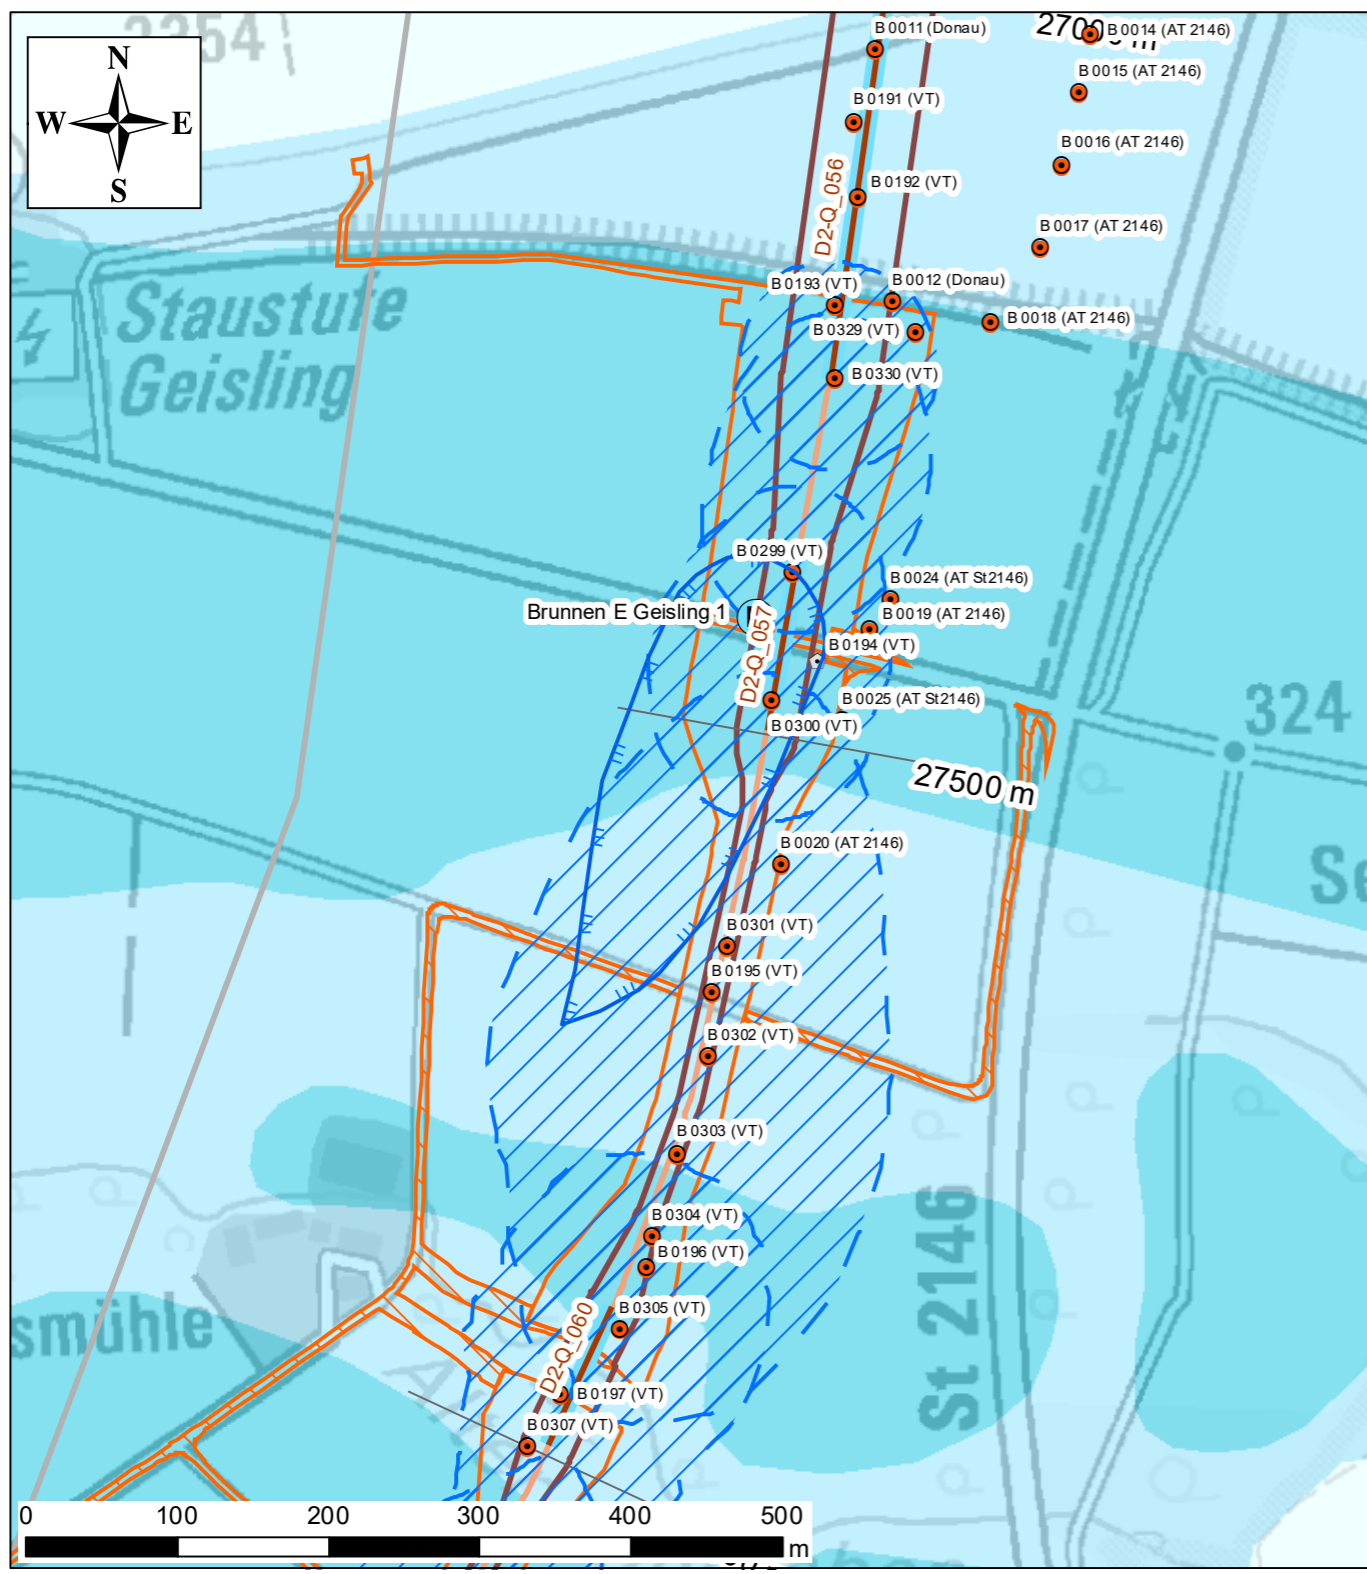 2354
N
W E
S
27000 m
B 0011 (Donau)
B 0014 (AT 2146)
B 0015 (AT 2146)
B 0191 (VT)
B 0016 (AT 2146)
B 0192 (VT)
D2-Q_056
B 0017 (AT 2146)
B 0193 (VT)
B 0012 (Donau)
B 0018 (AT 2146)
B 0329 (VT)
B 0330 (VT)
Staustufe
Geisling
B 0299 (VT)
B 0024 (AT St2146)
Brunnen E Geisling 1
B 0019 (AT 2146)
B 0194 (VT)
D2-Q_057
B 0025 (AT St2146)
B 0300 (VT)
324
27500 m
B 0020 (AT 2146)
Se
B 0301 (VT)
B 0195 (VT)
B 0302 (VT)
B 0303 (VT)
B 0304 (VT)
B 0196 (VT)
St 2146
smühle
B 0305 (VT)
D2-Q_060
B 0197 (VT)
B 0307 (VT)
0 100 200 300 400 500
m